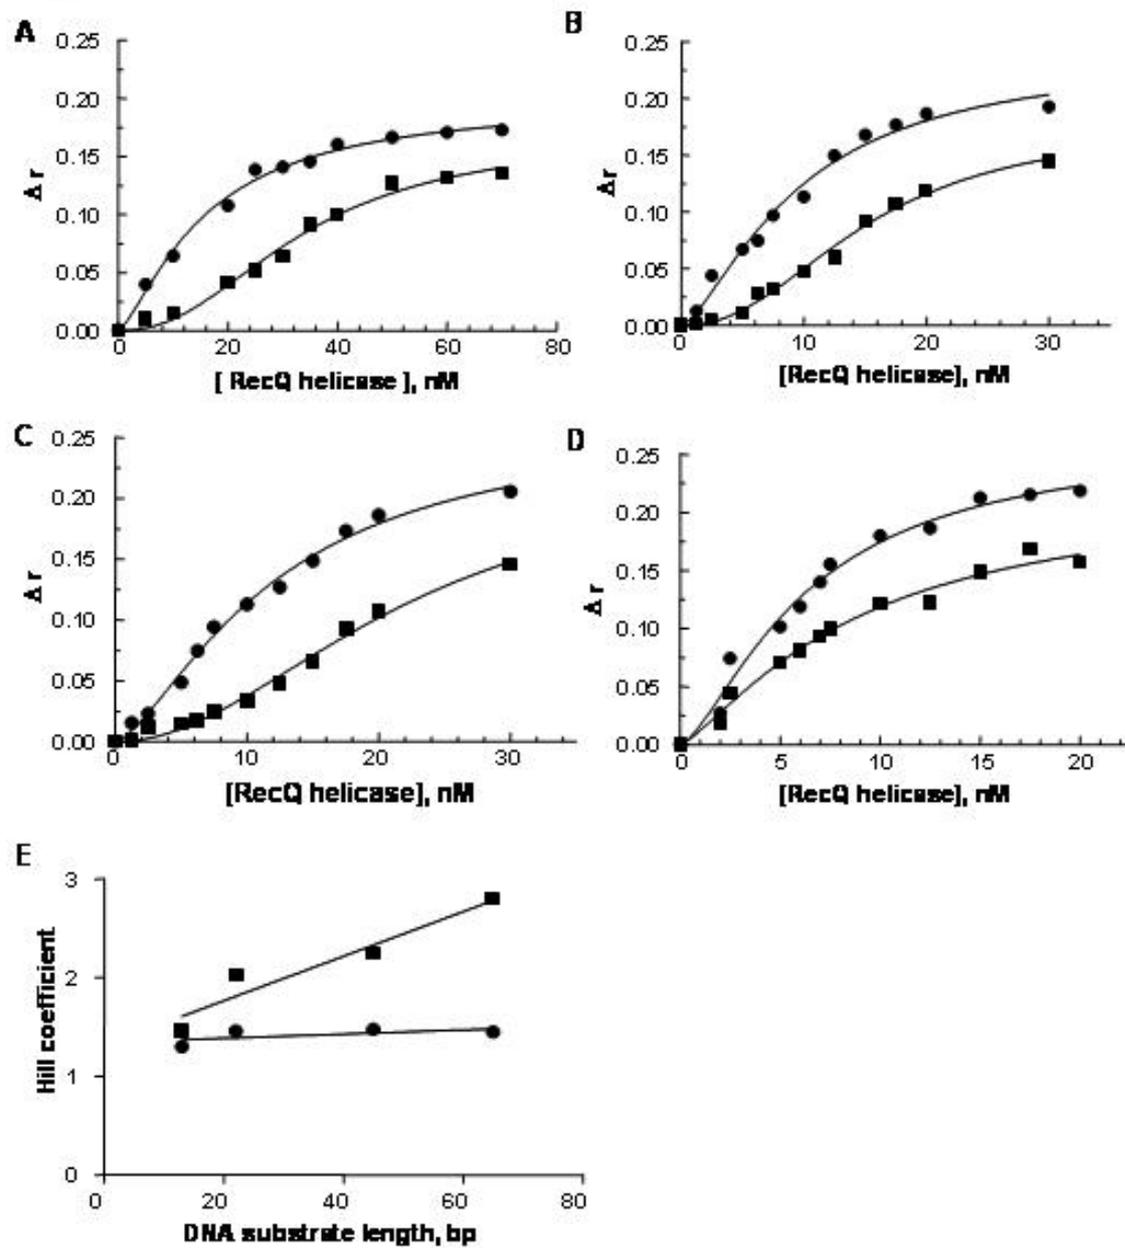 A
B
0.25
0.20
0.15
0.10
0.05
0.00
Δr
0 20 40 60 80
[ RecQ helicase ], nM
0.25
0.20
0.15
0.10
0.05
0.00
Δr
0 10 20 30
[RecQ helicase], nM
C
D
0.25
0.20
0.15
0.10
0.05
0.00
Δr
0 10 20 30
[RecQ helicase], nM
0.25
0.20
0.15
0.10
0.05
0.00
Δr
0 5 10 15 20
[RecQ helicase], nM
E
3
2
1
0
Hill coefficient
0 20 40 60 80
DNA substrate length, bp